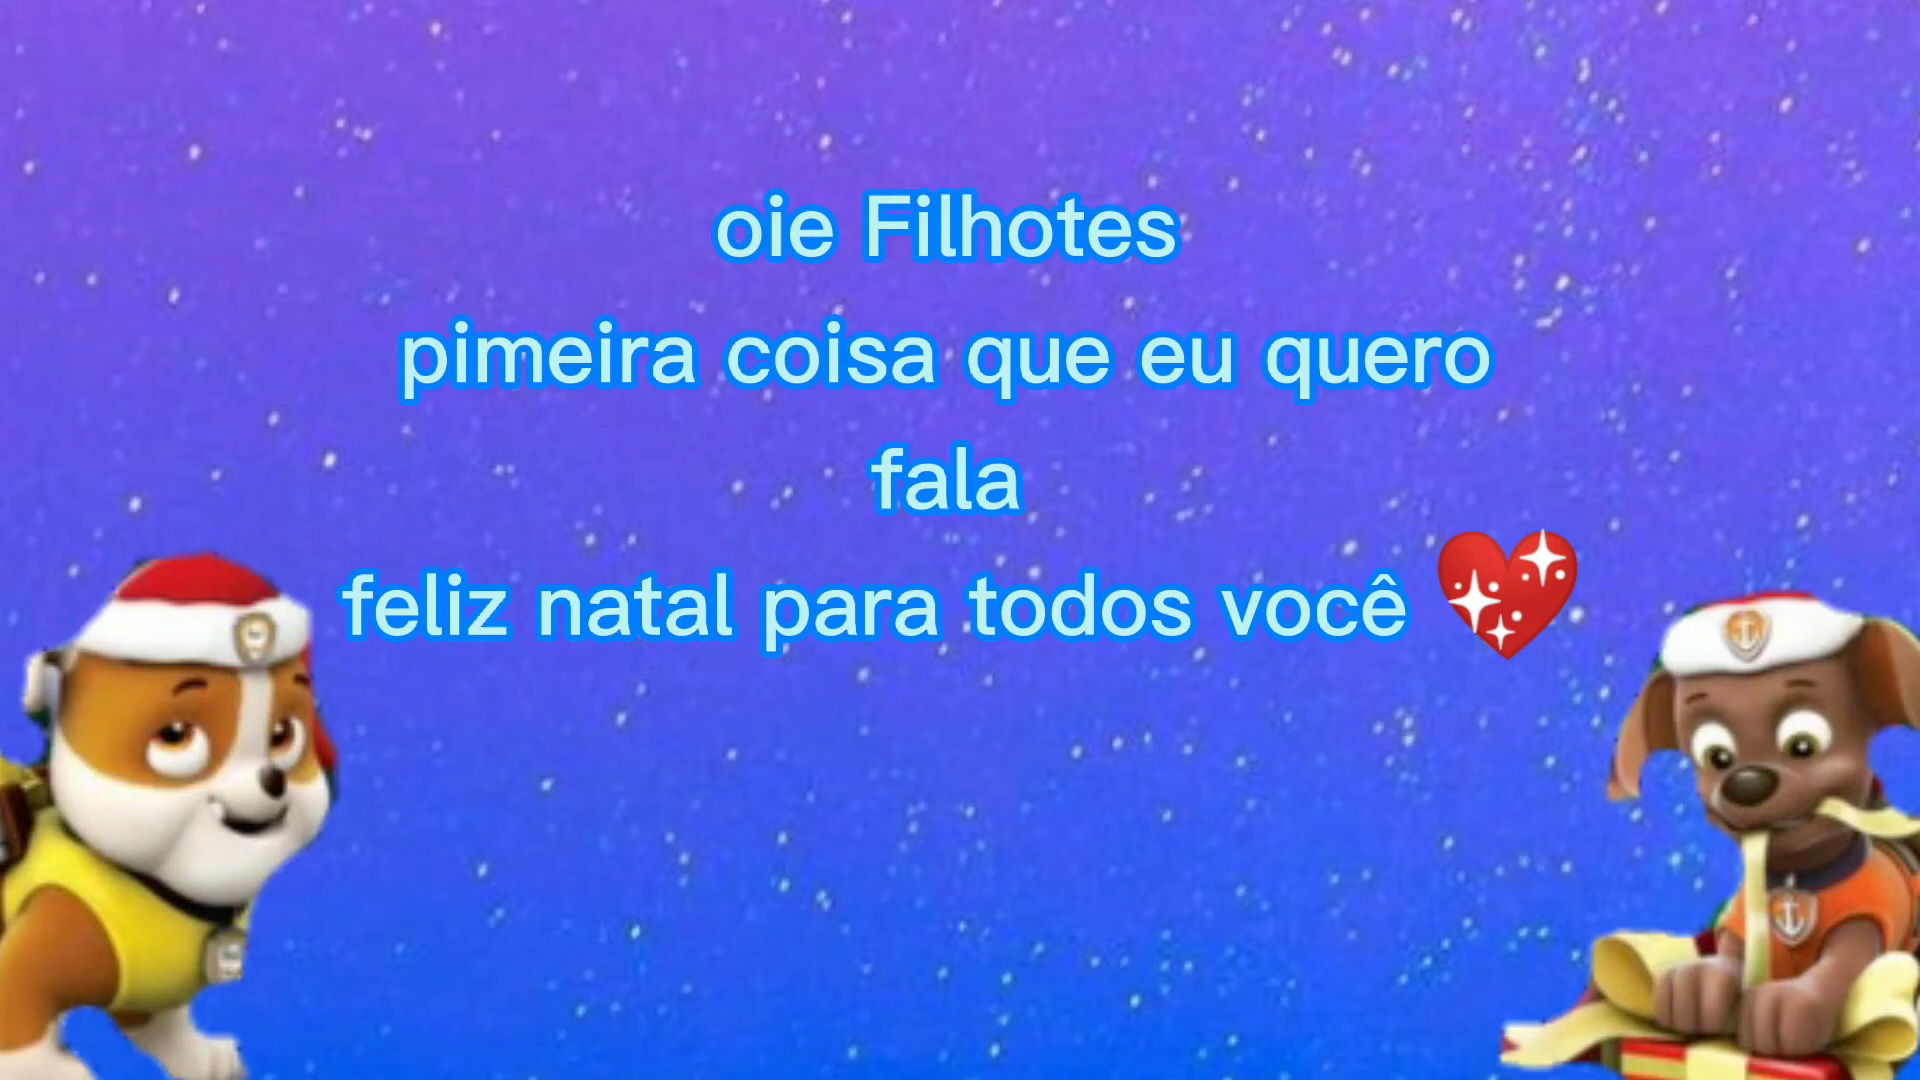 oie Filhotes
pimeira coisa que eu quero
fala
feliz natal para todos você 💖